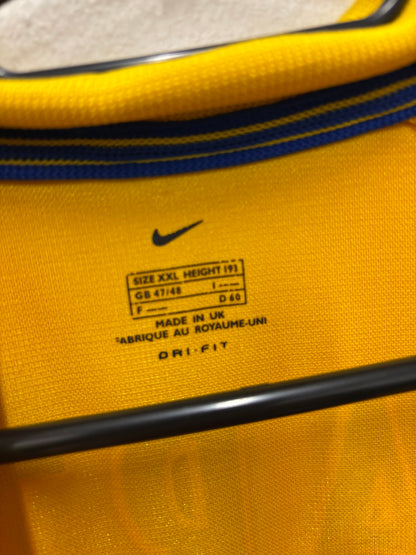 SIZE XXL HEIGHT 193
GB 47/48 I ---
F --- D 60
MADE IN UK
FABRIQUE AU ROYAUME-UNI
DRI-FIT